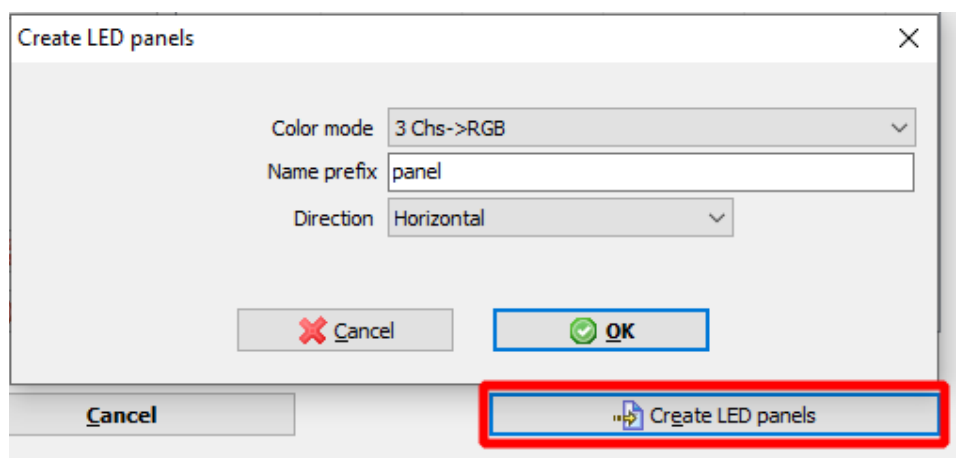 Create LED panels
Color mode 3 Chs->RGB
Name prefix panel
Direction Horizontal
Cancel OK
Cancel Create LED panels